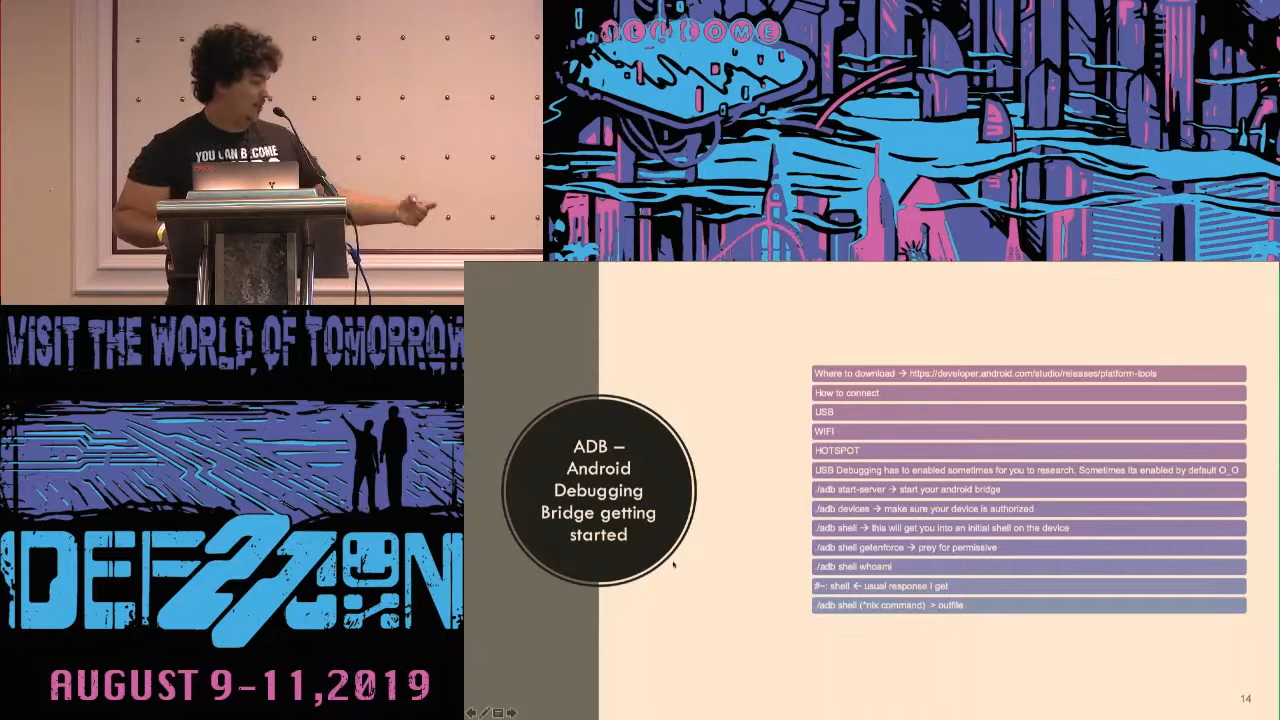 YOU CAN BECOME
WELCOME
VISIT THE WORLD OF TOMORROW
DEFCON
AUGUST 9-11,2019
ADB –
Android
Debugging
Bridge getting
started
Where to download → https://developer.android.com/studio/releases/platform-tools
How to connect
USB
WIFI
HOTSPOT
USB Debugging has to enabled sometimes for you to research. Sometimes its enabled by default O_O
./adb start-server → start your android bridge
./adb devices → make sure your device is authorized
./adb shell → this will get you into an initial shell on the device
./adb shell getenforce → prey for permissive
./adb shell whoami
#~: shell ← usual response I get
./adb shell (*nix command) > outfile
14